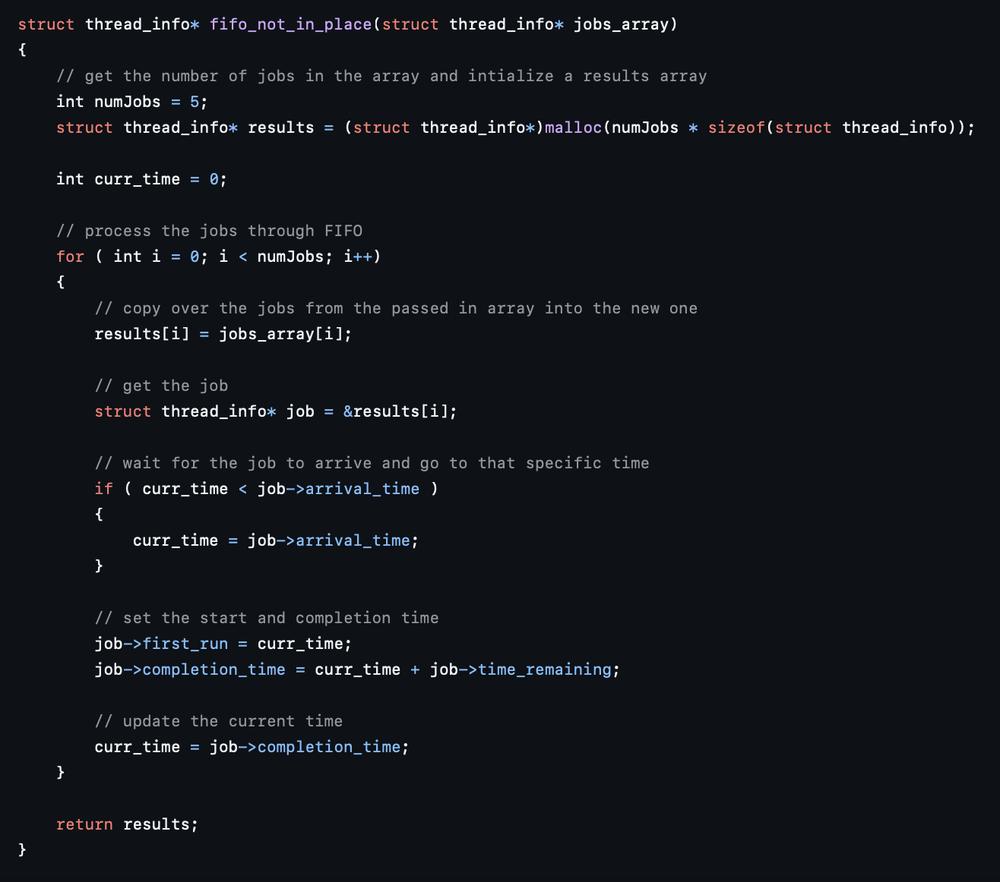 struct thread_info* fifo_not_in_place(struct thread_info* jobs_array)
{
    // get the number of jobs in the array and intialize a results array
    int numJobs = 5;
    struct thread_info* results = (struct thread_info*)malloc(numJobs * sizeof(struct thread_info));

    int curr_time = 0;

    // process the jobs through FIFO
    for ( int i = 0; i < numJobs; i++)
    {
        // copy over the jobs from the passed in array into the new one
        results[i] = jobs_array[i];

        // get the job
        struct thread_info* job = &results[i];

        // wait for the job to arrive and go to that specific time
        if ( curr_time < job->arrival_time )
        {
            curr_time = job->arrival_time;
        }

        // set the start and completion time
        job->first_run = curr_time;
        job->completion_time = curr_time + job->time_remaining;

        // update the current time
        curr_time = job->completion_time;
    }

    return results;
}